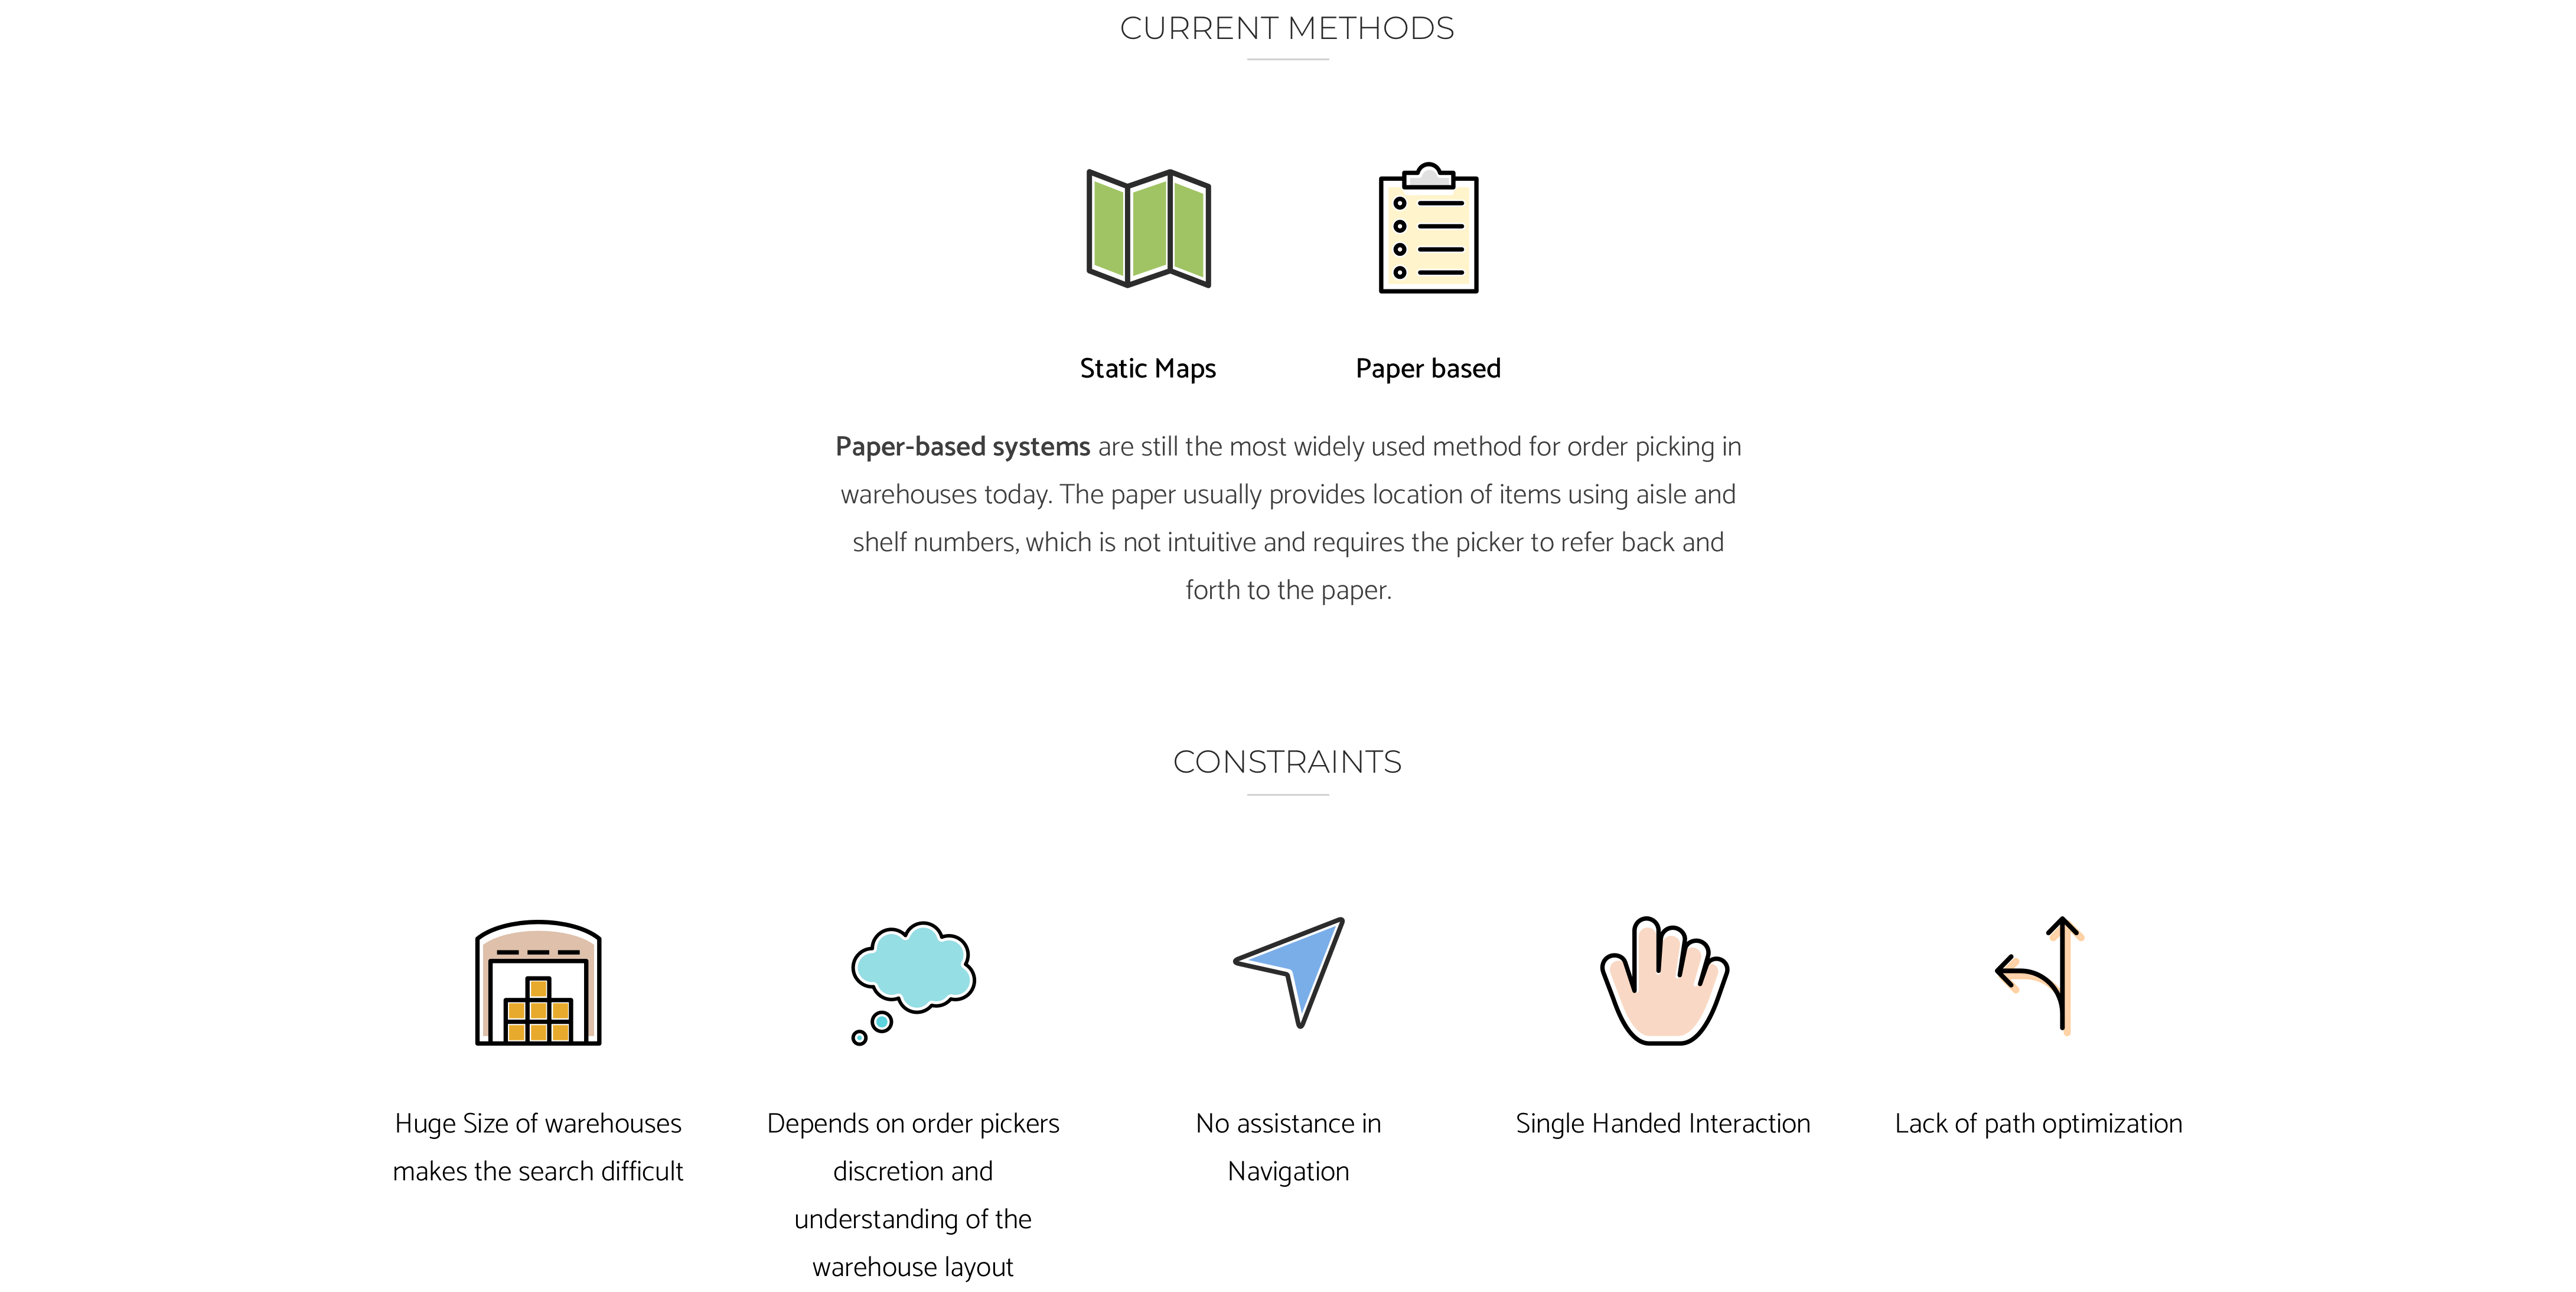 CURRENT METHODS
Static Maps
Paper based
Paper-based systems are still the most widely used method for order picking in
warehouses today. The paper usually provides location of items using aisle and
shelf numbers, which is not intuitive and requires the picker to refer back and
forth to the paper.
CONSTRAINTS
Huge Size of warehouses
makes the search difficult
Depends on order pickers
discretion and
understanding of the
warehouse layout
No assistance in
Navigation
Single Handed Interaction
Lack of path optimization